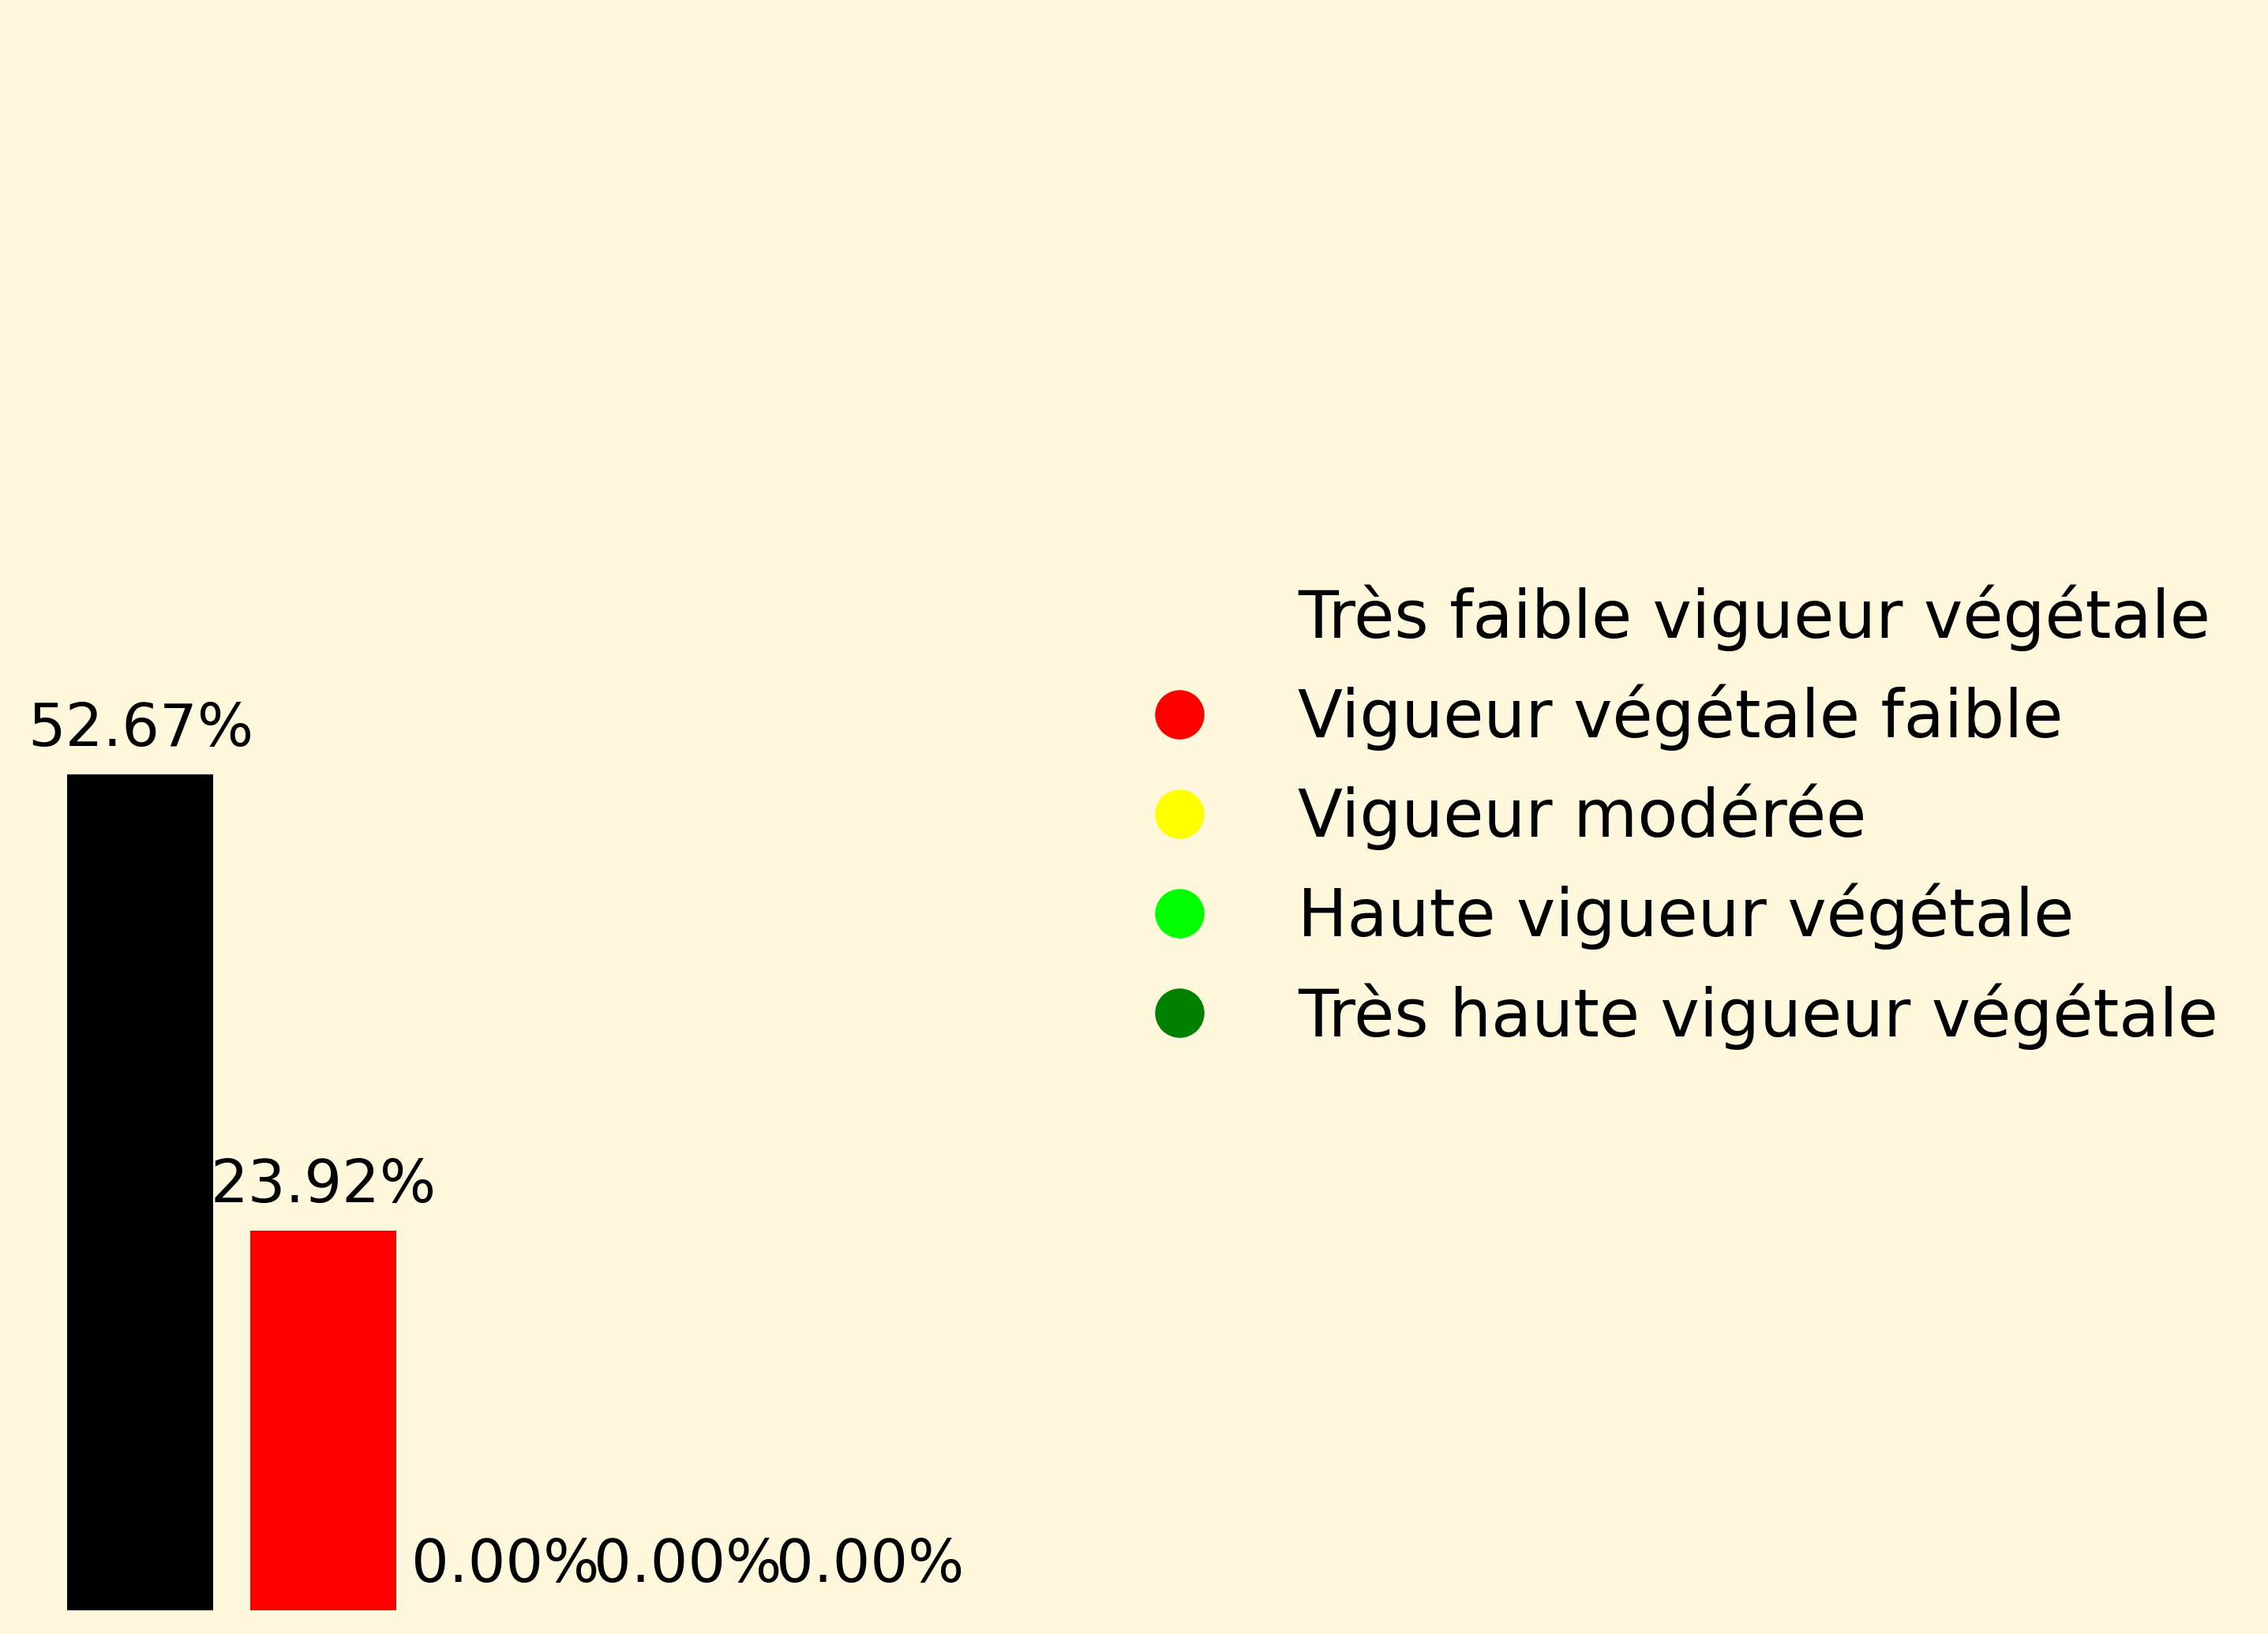 Très faible vigueur végétale
Vigueur végétale faible
52.67%
Vigueur modérée
Haute vigueur végétale
Très haute vigueur végétale
23.92%
0.00% 0.00% 0.00%